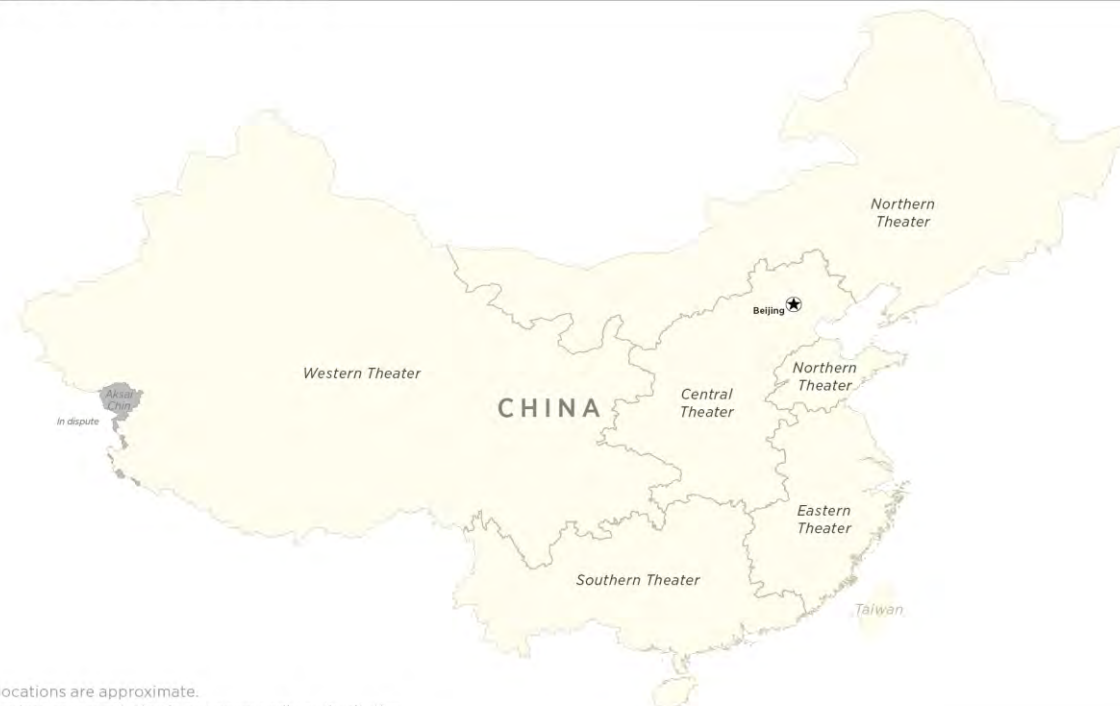 Northern
Theater
Beijing
Northern
Theater
Western Theater
Central
Theater
Aksai
Chin
CHINA
In dispute
Eastern
Theater
Southern Theater
Taiwan
ocations are approximate.